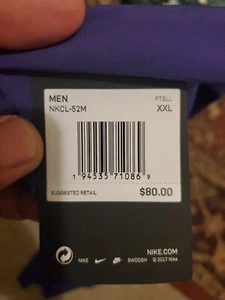 MEN FTBLL
NKCL-52M XXL
1 94535 71086 9
SUGGESTED RETAIL $80.00
NIKE.COM
NIKE SWOOSH © 2017 Nike